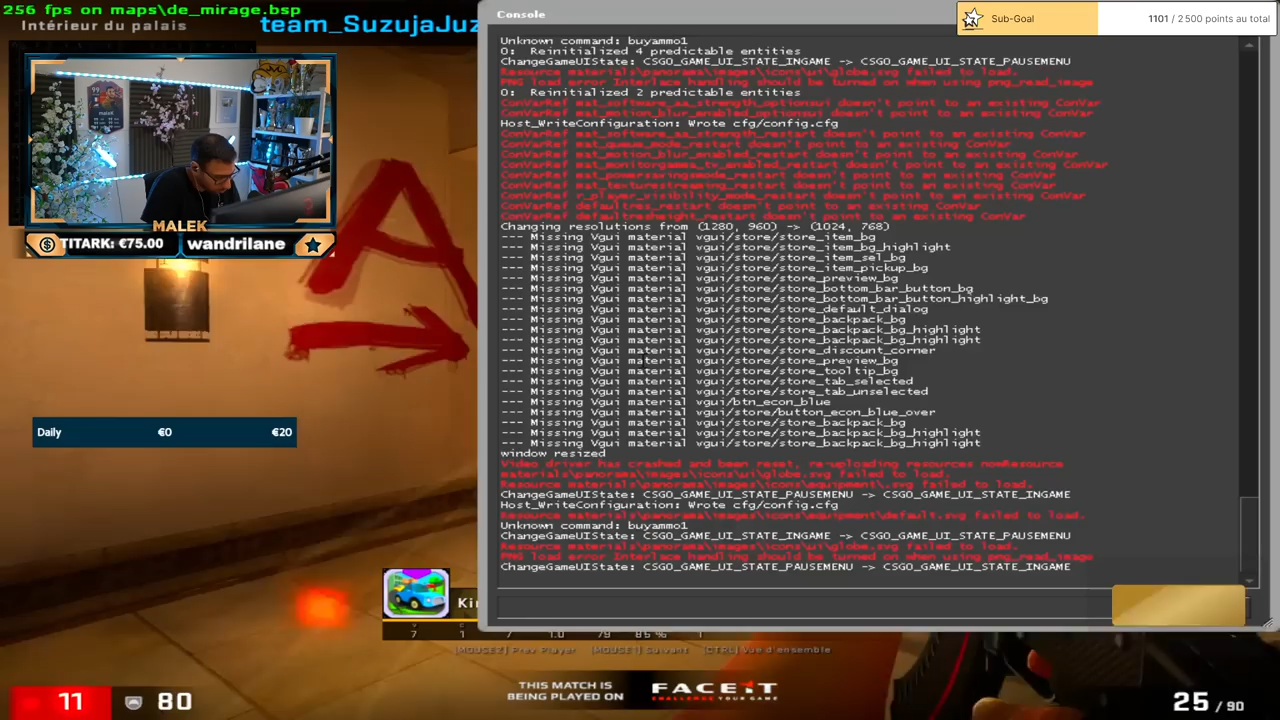 256 fps on maps\de_mirage.bsp
Intérieur du palais
team_SuzujaJuz
Console
Sub-Goal
1101 / 2 500 points au total
Unknown command: buyammo1
O: Reinitialized 4 predictable entities
ChangeGameUIState: CSGO_GAME_UI_STATE_INGAME -> CSGO_GAME_UI_STATE_PAUSEMENU
Resource materials\panorama\images\icons\ui\globe.svg failed to load.
PNG load error Interlace handling should be turned on when using png_read_image
O: Reinitialized 2 predictable entities
ConVarRef mat_software_aa_strength_optionsui doesn't point to an existing ConVar
ConVarRef mat_motion_blur_enabled_optionsui doesn't point to an existing ConVar
Host_WriteConfiguration: Wrote cfg/config.cfg
ConVarRef mat_software_aa_strength_restart doesn't point to an existing ConVar
ConVarRef mat_queue_mode_restart doesn't point to an existing ConVar
ConVarRef mat_motion_blur_enabled_restart doesn't point to an existing ConVar
ConVarRef mat_monitorgamma_tv_enabled_restart doesn't point to an existing ConVar
ConVarRef mat_powersavingsmode_restart doesn't point to an existing ConVar
ConVarRef mat_texturestreaming_restart doesn't point to an existing ConVar
ConVarRef r_player_visibility_mode_restart doesn't point to an existing ConVar
ConVarRef defaultres_restart doesn't point to an existing ConVar
ConVarRef defaultresheight_restart doesn't point to an existing ConVar
Changing resolutions from (1280, 960) -> (1024, 768)
--- Missing Vgui material vgui/store/store_item_bg
--- Missing Vgui material vgui/store/store_item_bg_highlight
--- Missing Vgui material vgui/store/store_item_sel_bg
--- Missing Vgui material vgui/store/store_item_pickup_bg
--- Missing Vgui material vgui/store/store_preview_bg
--- Missing Vgui material vgui/store/store_bottom_bar_button_bg
--- Missing Vgui material vgui/store/store_bottom_bar_button_highlight_bg
--- Missing Vgui material vgui/store/store_default_dialog
--- Missing Vgui material vgui/store/store_backpack_bg
--- Missing Vgui material vgui/store/store_backpack_bg_highlight
--- Missing Vgui material vgui/store/store_backpack_bg_highlight
--- Missing Vgui material vgui/store/store_discount_corner
--- Missing Vgui material vgui/store/store_preview_bg
--- Missing Vgui material vgui/store/store_tooltip_bg
--- Missing Vgui material vgui/store/store_tab_selected
--- Missing Vgui material vgui/store/store_tab_unselected
--- Missing Vgui material vgui/btn_econ_blue
--- Missing Vgui material vgui/store/button_econ_blue_over
--- Missing Vgui material vgui/store/store_backpack_bg
--- Missing Vgui material vgui/store/store_backpack_bg_highlight
--- Missing Vgui material vgui/store/store_backpack_bg_highlight
window resized
Video driver has crashed and been reset, re-uploading resources nowResource
materials\panorama\images\icons\ui\globe.svg failed to load.
Resource materials\panorama\images\icons\equipment\.svg failed to load.
ChangeGameUIState: CSGO_GAME_UI_STATE_PAUSEMENU -> CSGO_GAME_UI_STATE_INGAME
Host_WriteConfiguration: Wrote cfg/config.cfg
Resource materials\panorama\images\icons\equipment\default.svg failed to load.
Unknown command: buyammo1
ChangeGameUIState: CSGO_GAME_UI_STATE_INGAME -> CSGO_GAME_UI_STATE_PAUSEMENU
Resource materials\panorama\images\icons\ui\globe.svg failed to load.
PNG load error Interlace handling should be turned on when using png_read_image
ChangeGameUIState: CSGO_GAME_UI_STATE_PAUSEMENU -> CSGO_GAME_UI_STATE_INGAME
MALEK
TITARK: €75.00
wandrilane
A
Daily €0 €20
Kin
7 1 7 1.0 79 85 % 1
[MOUSE2] Prev Player [MOUSE1] Suivant [CTRL] Vue d'ensemble
THIS MATCH IS
BEING PLAYED ON
FACEIT
CHALLENGE YOUR GAME
11
80
25 / 90